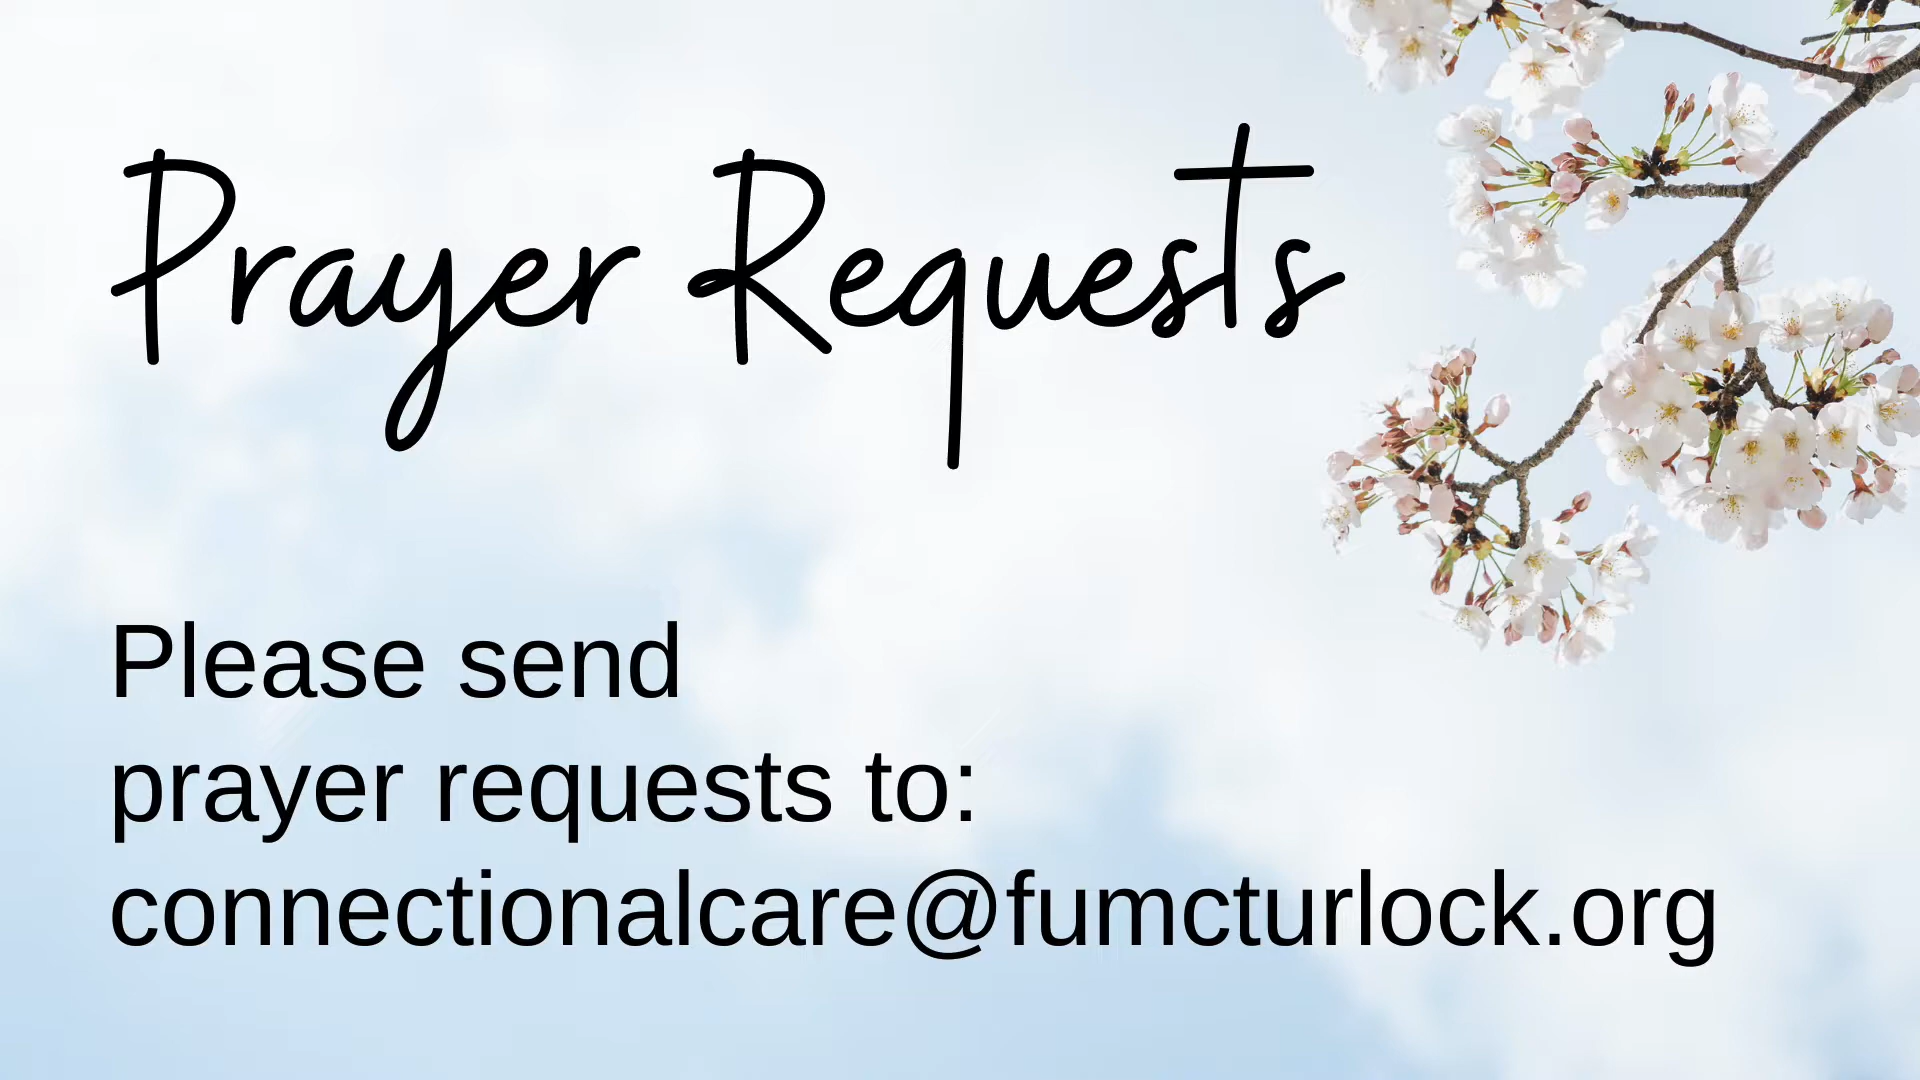 Prayer Requests
Please send
prayer requests to:
connectionalcare@fumcturlock.org